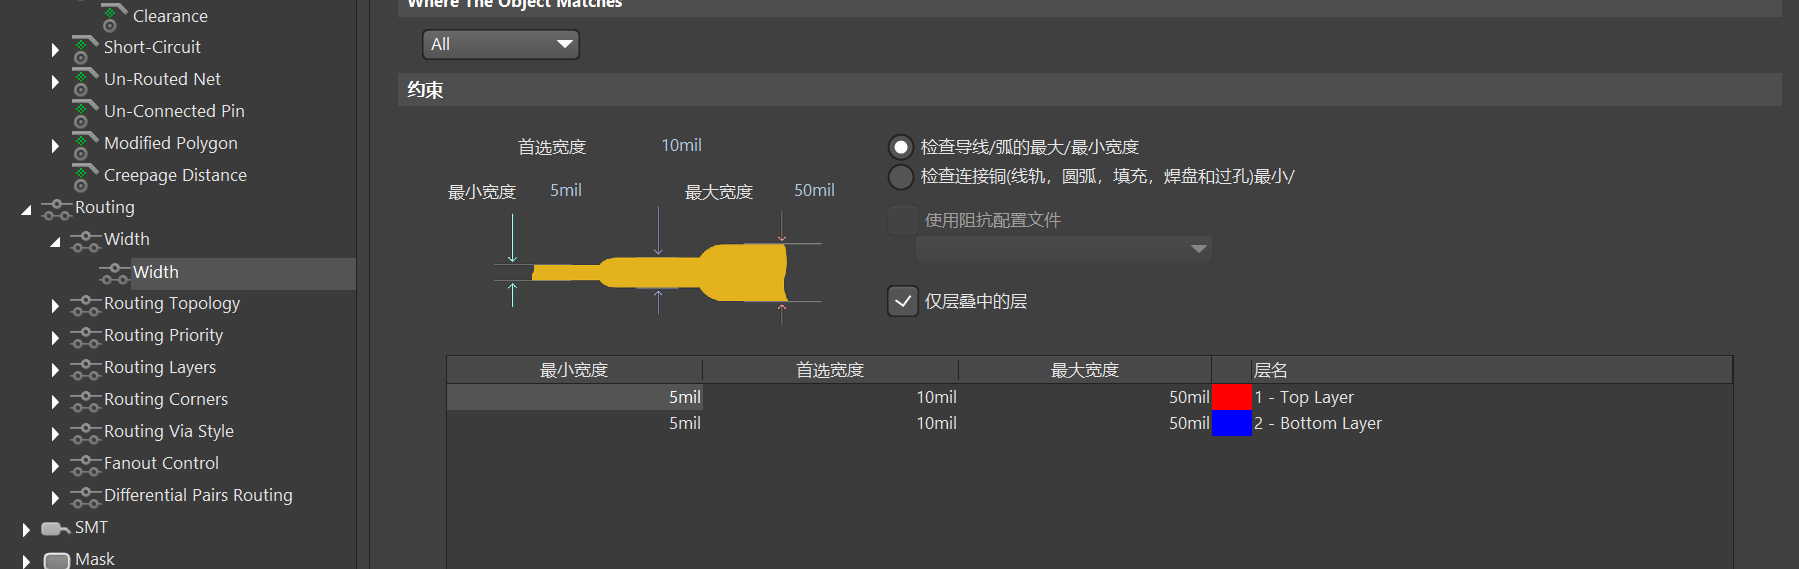 Clearance
Short-Circuit
Un-Routed Net
Un-Connected Pin
Modified Polygon
Creepage Distance
Routing
Width
Width
Routing Topology
Routing Priority
Routing Layers
Routing Corners
Routing Via Style
Fanout Control
Differential Pairs Routing
SMT
Mask
Where The Object Matches
All
约束
首选宽度 10mil
最小宽度 5mil 最大宽度 50mil
检查导线/弧的最大/最小宽度
检查连接铜(线轨，圆弧，填充，焊盘和过孔)最小/
使用阻抗配置文件
仅层叠中的层
最小宽度 首选宽度 最大宽度 层名
5mil 10mil 50mil 1 - Top Layer
5mil 10mil 50mil 2 - Bottom Layer